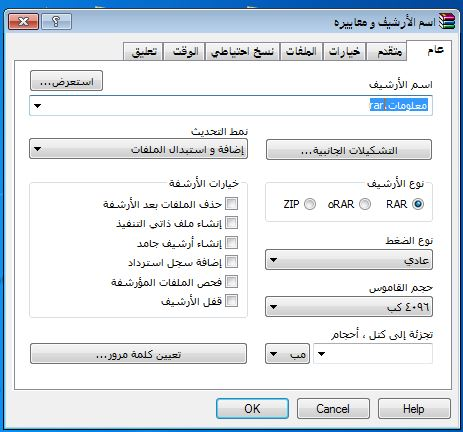 اسم الأرشيف و معاييره
عام
متقدم
خيارات
الملفات
نسخ احتياطي
الوقت
تعليق
اسم الأرشيف
استعرض...
معلومات.rar
نمط التحديث
التشكيلات الجانبية...
إضافة و استبدال الملفات
نوع الأرشيف
RAR
oRAR
ZIP
خيارات الأرشفة
حذف الملفات بعد الأرشفة
إنشاء ملف ذاتي التنفيذ
إنشاء أرشيف جامد
إضافة سجل استرداد
فحص الملفات المؤرشفة
قفل الأرشيف
نوع الضغط
عادي
حجم القاموس
٤٠٩٦ كب
تجزئة إلى كتل ، أحجام
مب
تعيين كلمة مرور...
OK
Cancel
Help